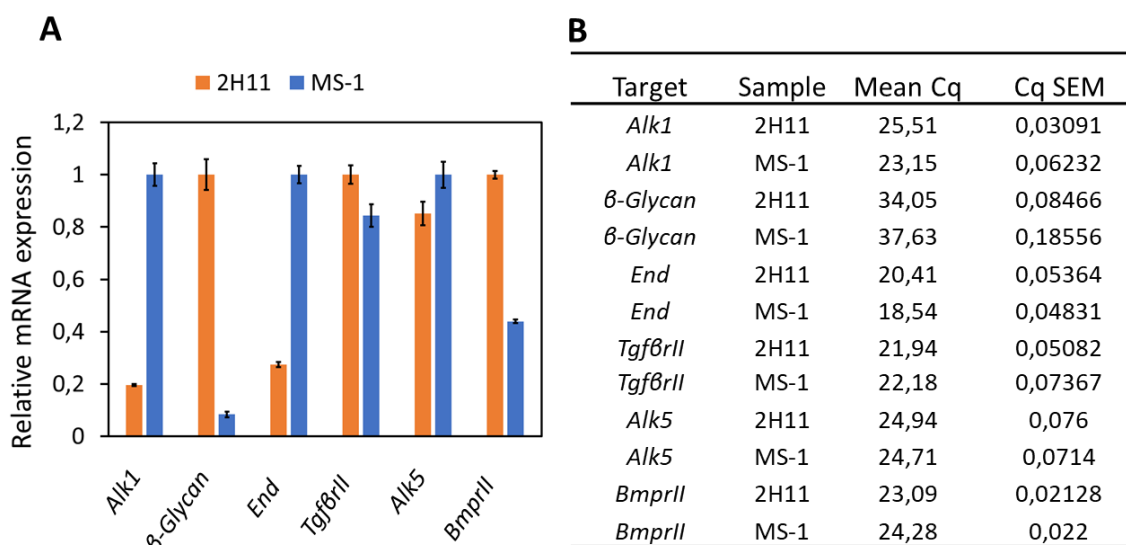 A
2H11 MS-1
Relative mRNA expression
1,2
1
0,8
0,6
0,4
0,2
0
Alk1 β-Glycan End TgfβrII Alk5 BmprII
B
Target Sample Mean Cq Cq SEM
Alk1 2H11 25,51 0,03091
Alk1 MS-1 23,15 0,06232
β-Glycan 2H11 34,05 0,08466
β-Glycan MS-1 37,63 0,18556
End 2H11 20,41 0,05364
End MS-1 18,54 0,04831
TgfβrII 2H11 21,94 0,05082
TgfβrII MS-1 22,18 0,07367
Alk5 2H11 24,94 0,076
Alk5 MS-1 24,71 0,0714
BmprII 2H11 23,09 0,02128
BmprII MS-1 24,28 0,022